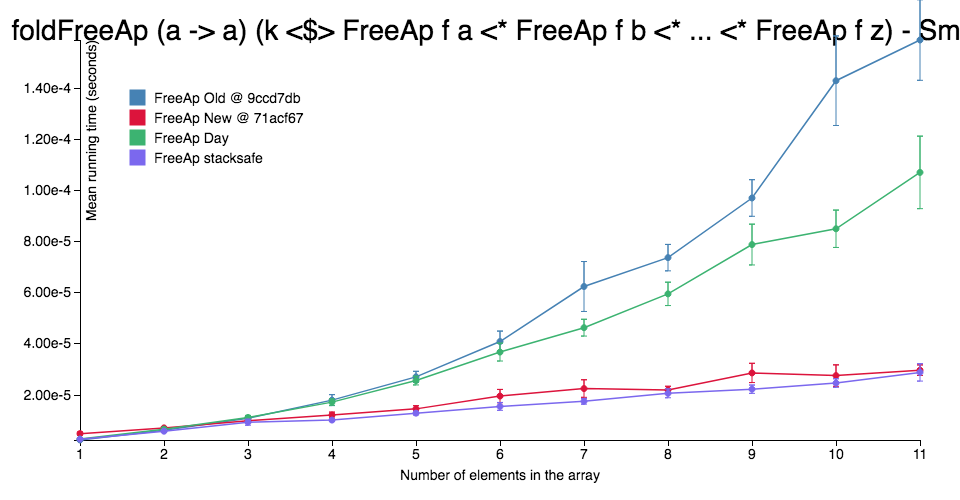 foldFreeAp (a -> a) (k <$> FreeAp f a <* FreeAp f b <* ... <* FreeAp f z) - Sm
Mean running time (seconds)
FreeAp Old @ 9ccd7db
FreeAp New @ 71acf67
FreeAp Day
FreeAp stacksafe
1.40e-4
1.20e-4
1.00e-4
8.00e-5
6.00e-5
4.00e-5
2.00e-5
1 2 3 4 5 6 7 8 9 10 11
Number of elements in the array